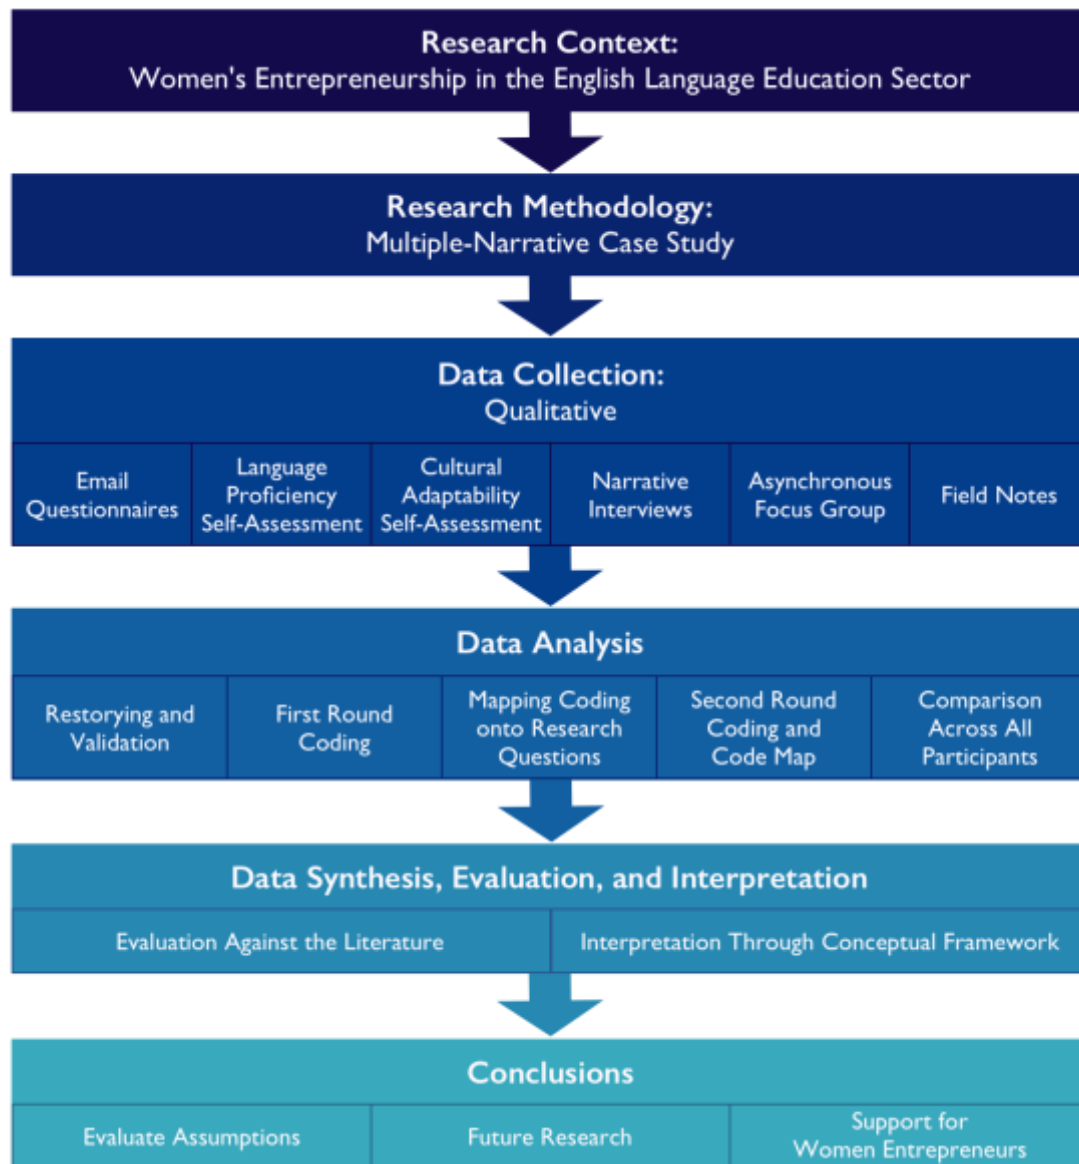 Research Context:
Women's Entrepreneurship in the English Language Education Sector
Research Methodology:
Multiple-Narrative Case Study
Data Collection:
Qualitative
Email
Questionnaires
Language
Proficiency
Self-Assessment
Cultural
Adaptability
Self-Assessment
Narrative
Interviews
Asynchronous
Focus Group
Field Notes
Data Analysis
Restorying and
Validation
First Round
Coding
Mapping Coding
onto Research
Questions
Second Round
Coding and
Code Map
Comparison
Across All
Participants
Data Synthesis, Evaluation, and Interpretation
Evaluation Against the Literature
Interpretation Through Conceptual Framework
Conclusions
Evaluate Assumptions
Future Research
Support for
Women Entrepreneurs